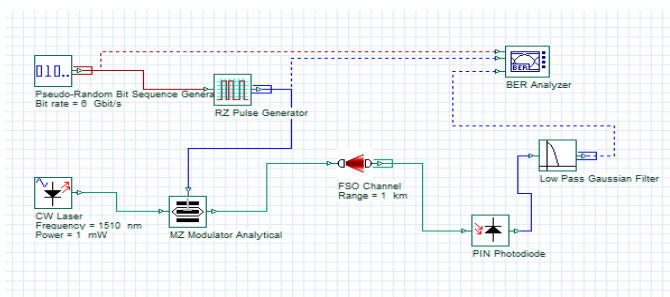 BER
BER Analyzer
Pseudo-Random Bit Sequence Genera
Bit rate = 6 Gbit/s
RZ Pulse Generator
Low Pass Gaussian Filter
FSO Channel
Range = 1 km
CW Laser
Frequency = 1510 nm
Power = 1 mW
MZ Modulator Analytical
PIN Photodiode